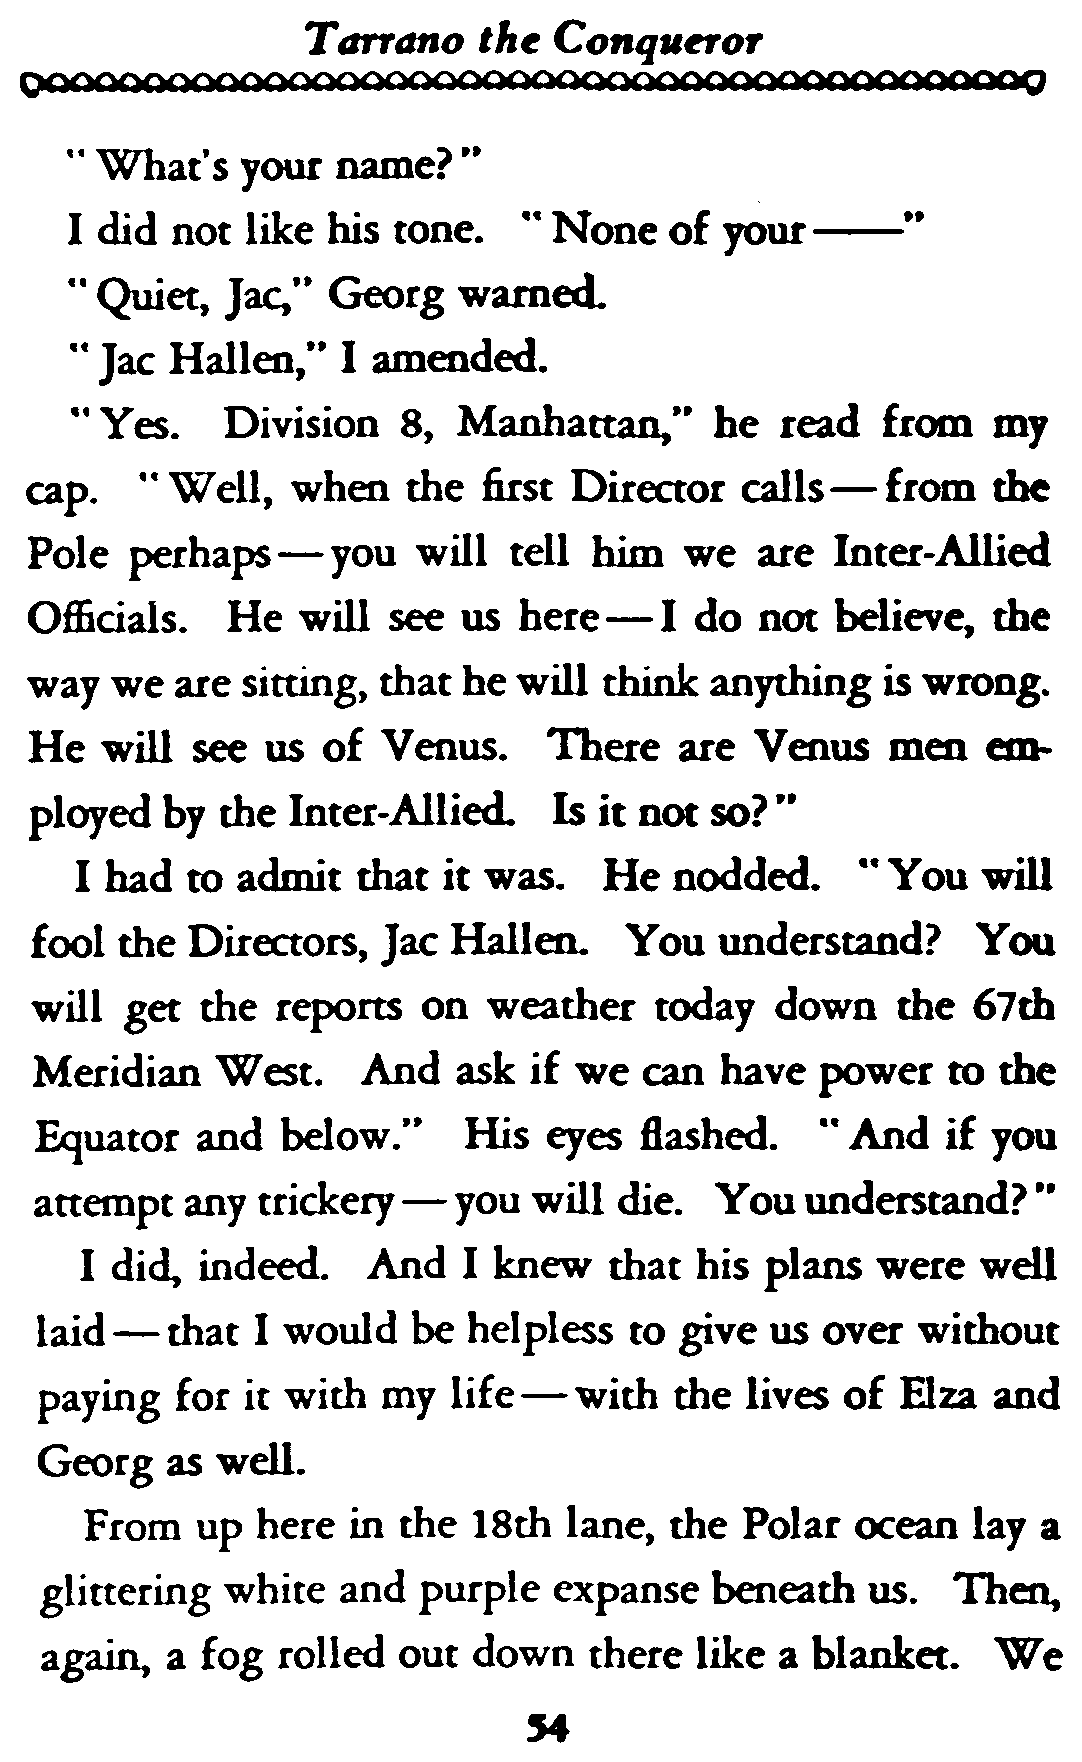 Tarrano the Conqueror
"What's your name?"
I did not like his tone. "None of your——"
"Quiet, Jac," Georg warned.
"Jac Hallen," I amended.
"Yes. Division 8, Manhattan," he read from my
cap. "Well, when the first Director calls—from the
Pole perhaps—you will tell him we are Inter-Allied
Officials. He will see us here—I do not believe, the
way we are sitting, that he will think anything is wrong.
He will see us of Venus. There are Venus men em-
ployed by the Inter-Allied. Is it not so?"
I had to admit that it was. He nodded. "You will
fool the Directors, Jac Hallen. You understand? You
will get the reports on weather today down the 67th
Meridian West. And ask if we can have power to the
Equator and below." His eyes flashed. "And if you
attempt any trickery—you will die. You understand?"
I did, indeed. And I knew that his plans were well
laid—that I would be helpless to give us over without
paying for it with my life—with the lives of Elza and
Georg as well.
From up here in the 18th lane, the Polar ocean lay a
glittering white and purple expanse beneath us. Then,
again, a fog rolled out down there like a blanket. We
54